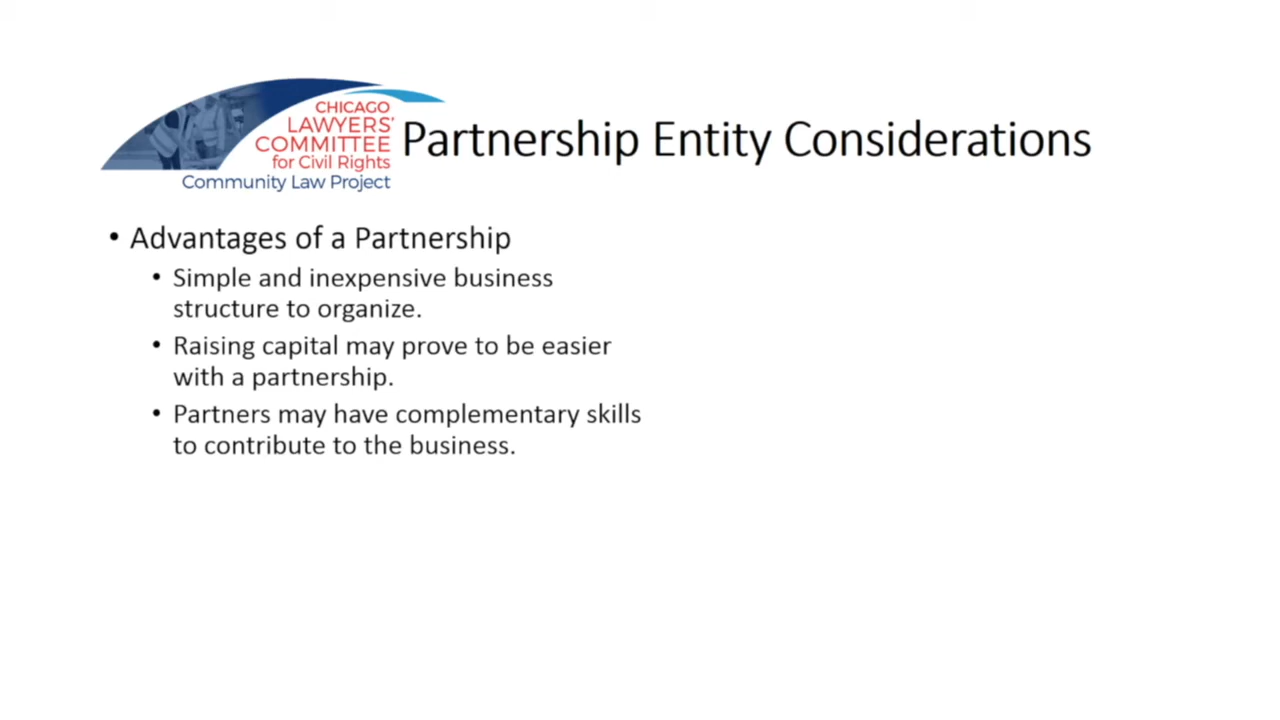 CHICAGO
LAWYERS'
COMMITTEE
for Civil Rights
Community Law Project
Partnership Entity Considerations
• Advantages of a Partnership
• Simple and inexpensive business
structure to organize.
• Raising capital may prove to be easier
with a partnership.
• Partners may have complementary skills
to contribute to the business.